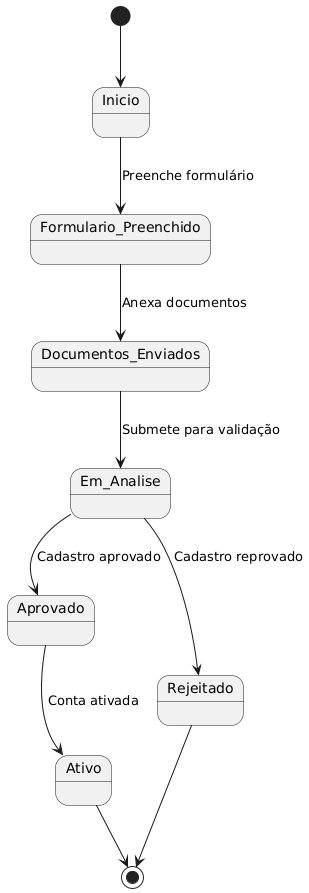 Inicio
Preenche formulário
Formulario_Preenchido
Anexa documentos
Documentos_Enviados
Submete para validação
Em_Analise
Cadastro aprovado
Cadastro reprovado
Aprovado
Rejeitado
Conta ativada
Ativo